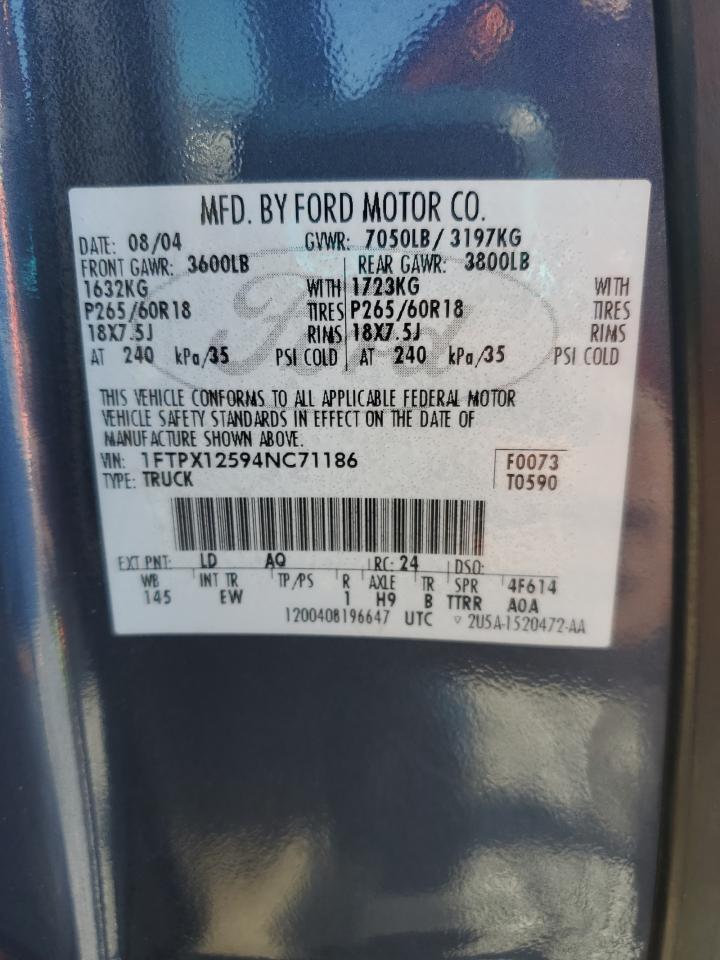 MFD. BY FORD MOTOR CO.
DATE: 08/04 GVWR: 7050LB / 3197KG
FRONT GAWR: 3600LB REAR GAWR: 3800LB
1632KG WITH 1723KG WITH
P265/60R18 TIRES P265/60R18 TIRES
18X7.5J RIMS 18X7.5J RIMS
AT 240 kPa/35 PSI COLD AT 240 kPa/35 PSI COLD
THIS VEHICLE CONFORMS TO ALL APPLICABLE FEDERAL MOTOR
VEHICLE SAFETY STANDARDS IN EFFECT ON THE DATE OF
MANUFACTURE SHOWN ABOVE.
VIN: 1FTPX12594NC71186 F0073
TYPE: TRUCK T0590
EXT PNT: LD AQ RC: 24 DSO:
WB INT TR TP/PS R AXLE TR SPR 4F614
145 EW 1 H9 B TTRR A0A
1200408196647 UTC ▽ 2U5A-1520472-AA
Ford